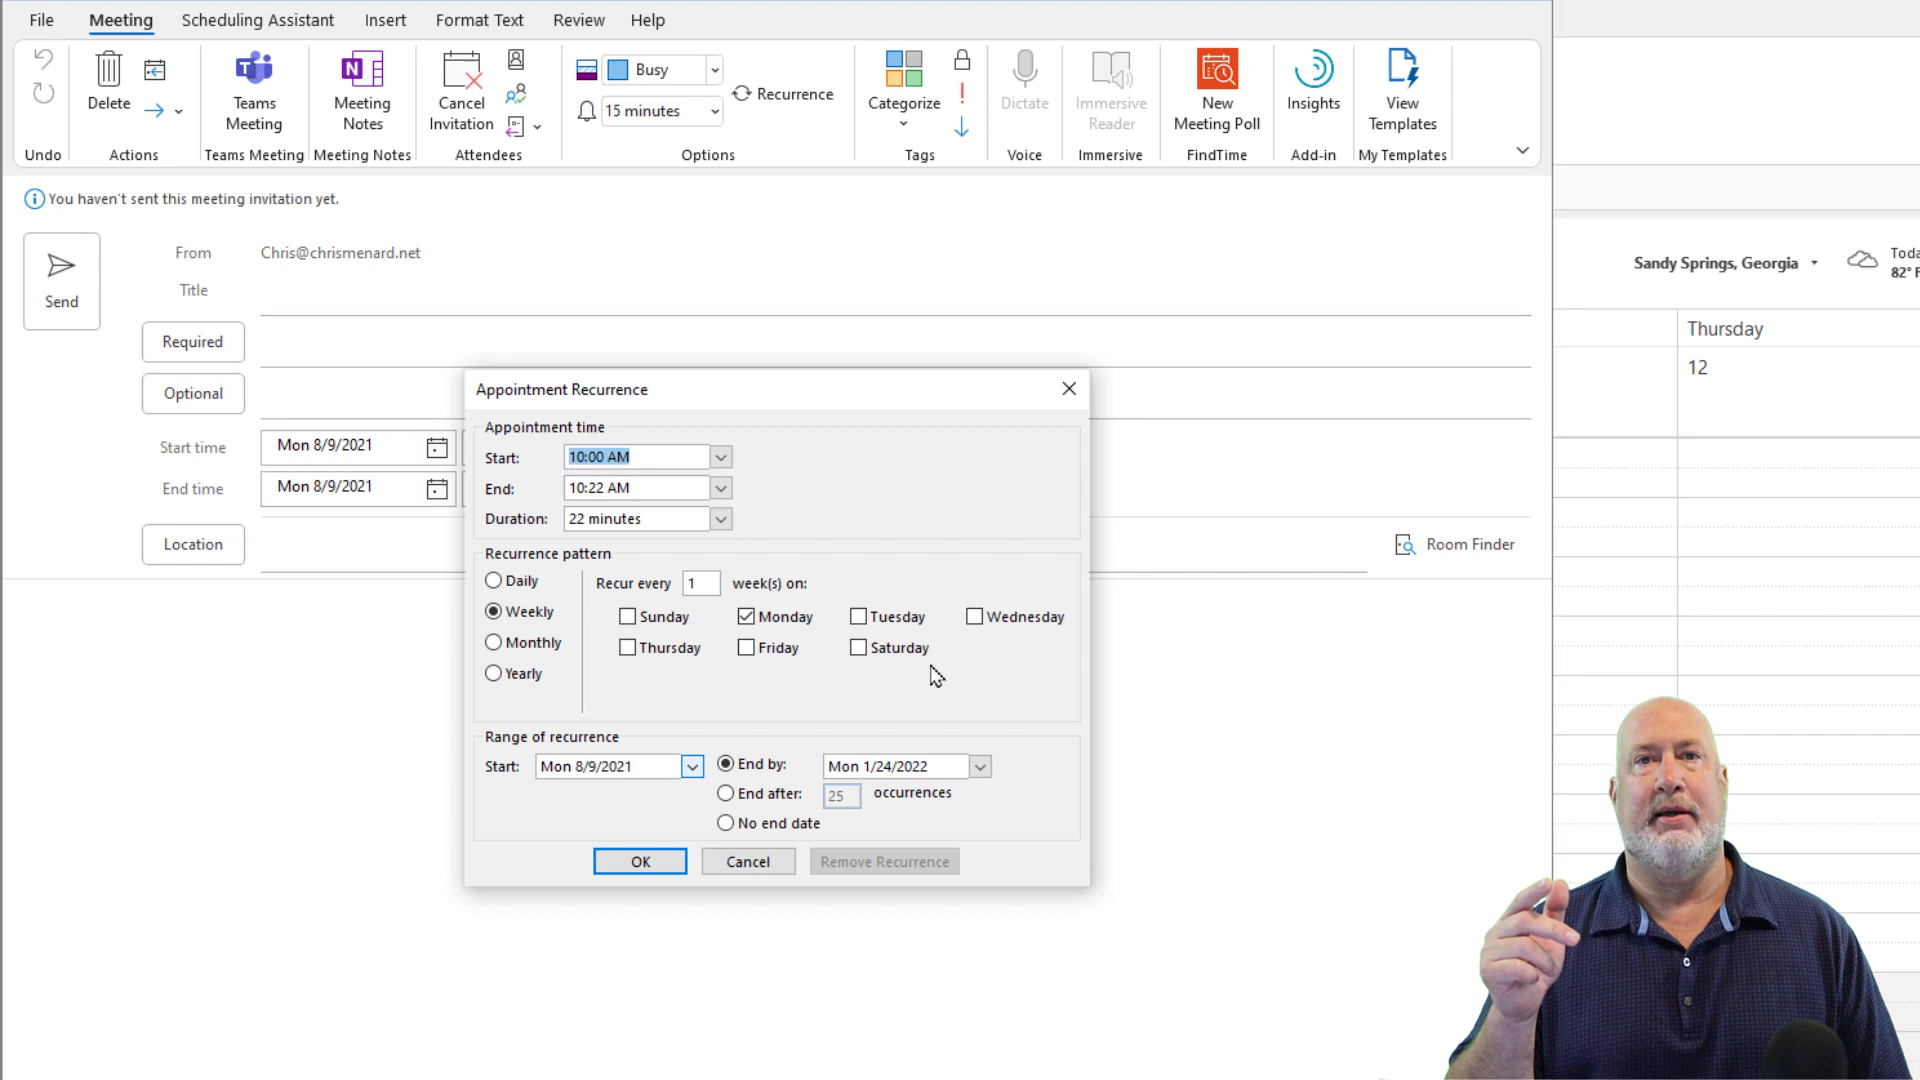 File Meeting Scheduling Assistant Insert Format Text Review Help
Delete
Teams Meeting
Meeting Notes
Cancel Invitation
Busy
15 minutes
Recurrence
Categorize
Dictate
Immersive Reader
New Meeting Poll
Insights
View Templates
Undo Actions Teams Meeting Meeting Notes Attendees Options Tags Voice Immersive FindTime Add-in My Templates
You haven't sent this meeting invitation yet.
Send
From Chris@chrismenard.net
Title
Required
Optional
Start time Mon 8/9/2021
End time Mon 8/9/2021
Location
Room Finder
Sandy Springs, Georgia
Toda
82° F
Thursday
12
Appointment Recurrence
Appointment time
Start: 10:00 AM
End: 10:22 AM
Duration: 22 minutes
Recurrence pattern
Daily
Weekly
Monthly
Yearly
Recur every 1 week(s) on:
Sunday Monday Tuesday Wednesday
Thursday Friday Saturday
Range of recurrence
Start: Mon 8/9/2021
End by: Mon 1/24/2022
End after: 25 occurrences
No end date
OK Cancel Remove Recurrence